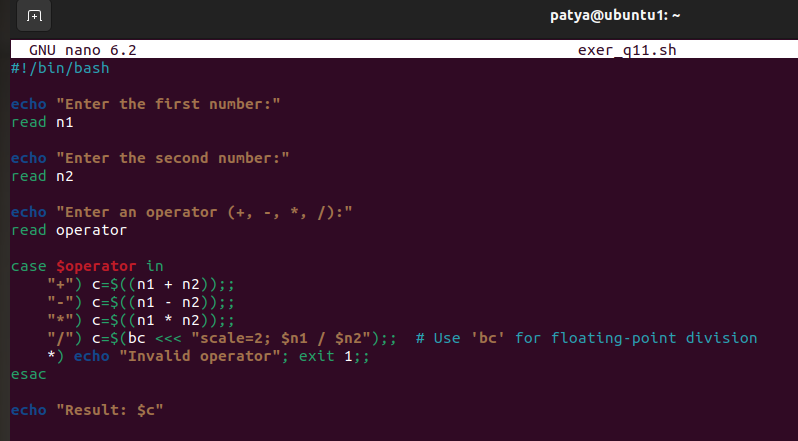 patya@ubuntu1: ~
GNU nano 6.2 exer_q11.sh
#!/bin/bash
echo "Enter the first number:"
read n1
echo "Enter the second number:"
read n2
echo "Enter an operator (+, -, *, /):"
read operator
case $operator in
    "+") c=$((n1 + n2));;
    "-") c=$((n1 - n2));;
    "*") c=$((n1 * n2));;
    "/") c=$(bc <<< "scale=2; $n1 / $n2");;  # Use 'bc' for floating-point division
    *) echo "Invalid operator"; exit 1;;
esac
echo "Result: $c"